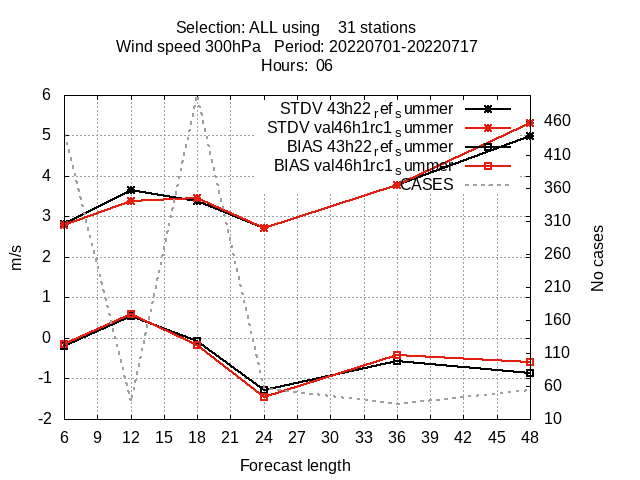 Selection: ALL using    31 stations
Wind speed 300hPa   Period: 20220701-20220717
Hours:  06
STDV 43h22_ref_summer
STDV val46h1rc1_summer
BIAS 43h22_ref_summer
BIAS val46h1rc1_summer
CASES
6
5
4
3
2
1
0
-1
-2
m/s
460
410
360
310
260
210
160
110
60
10
No cases
6 9 12 15 18 21 24 27 30 33 36 39 42 45 48
Forecast length